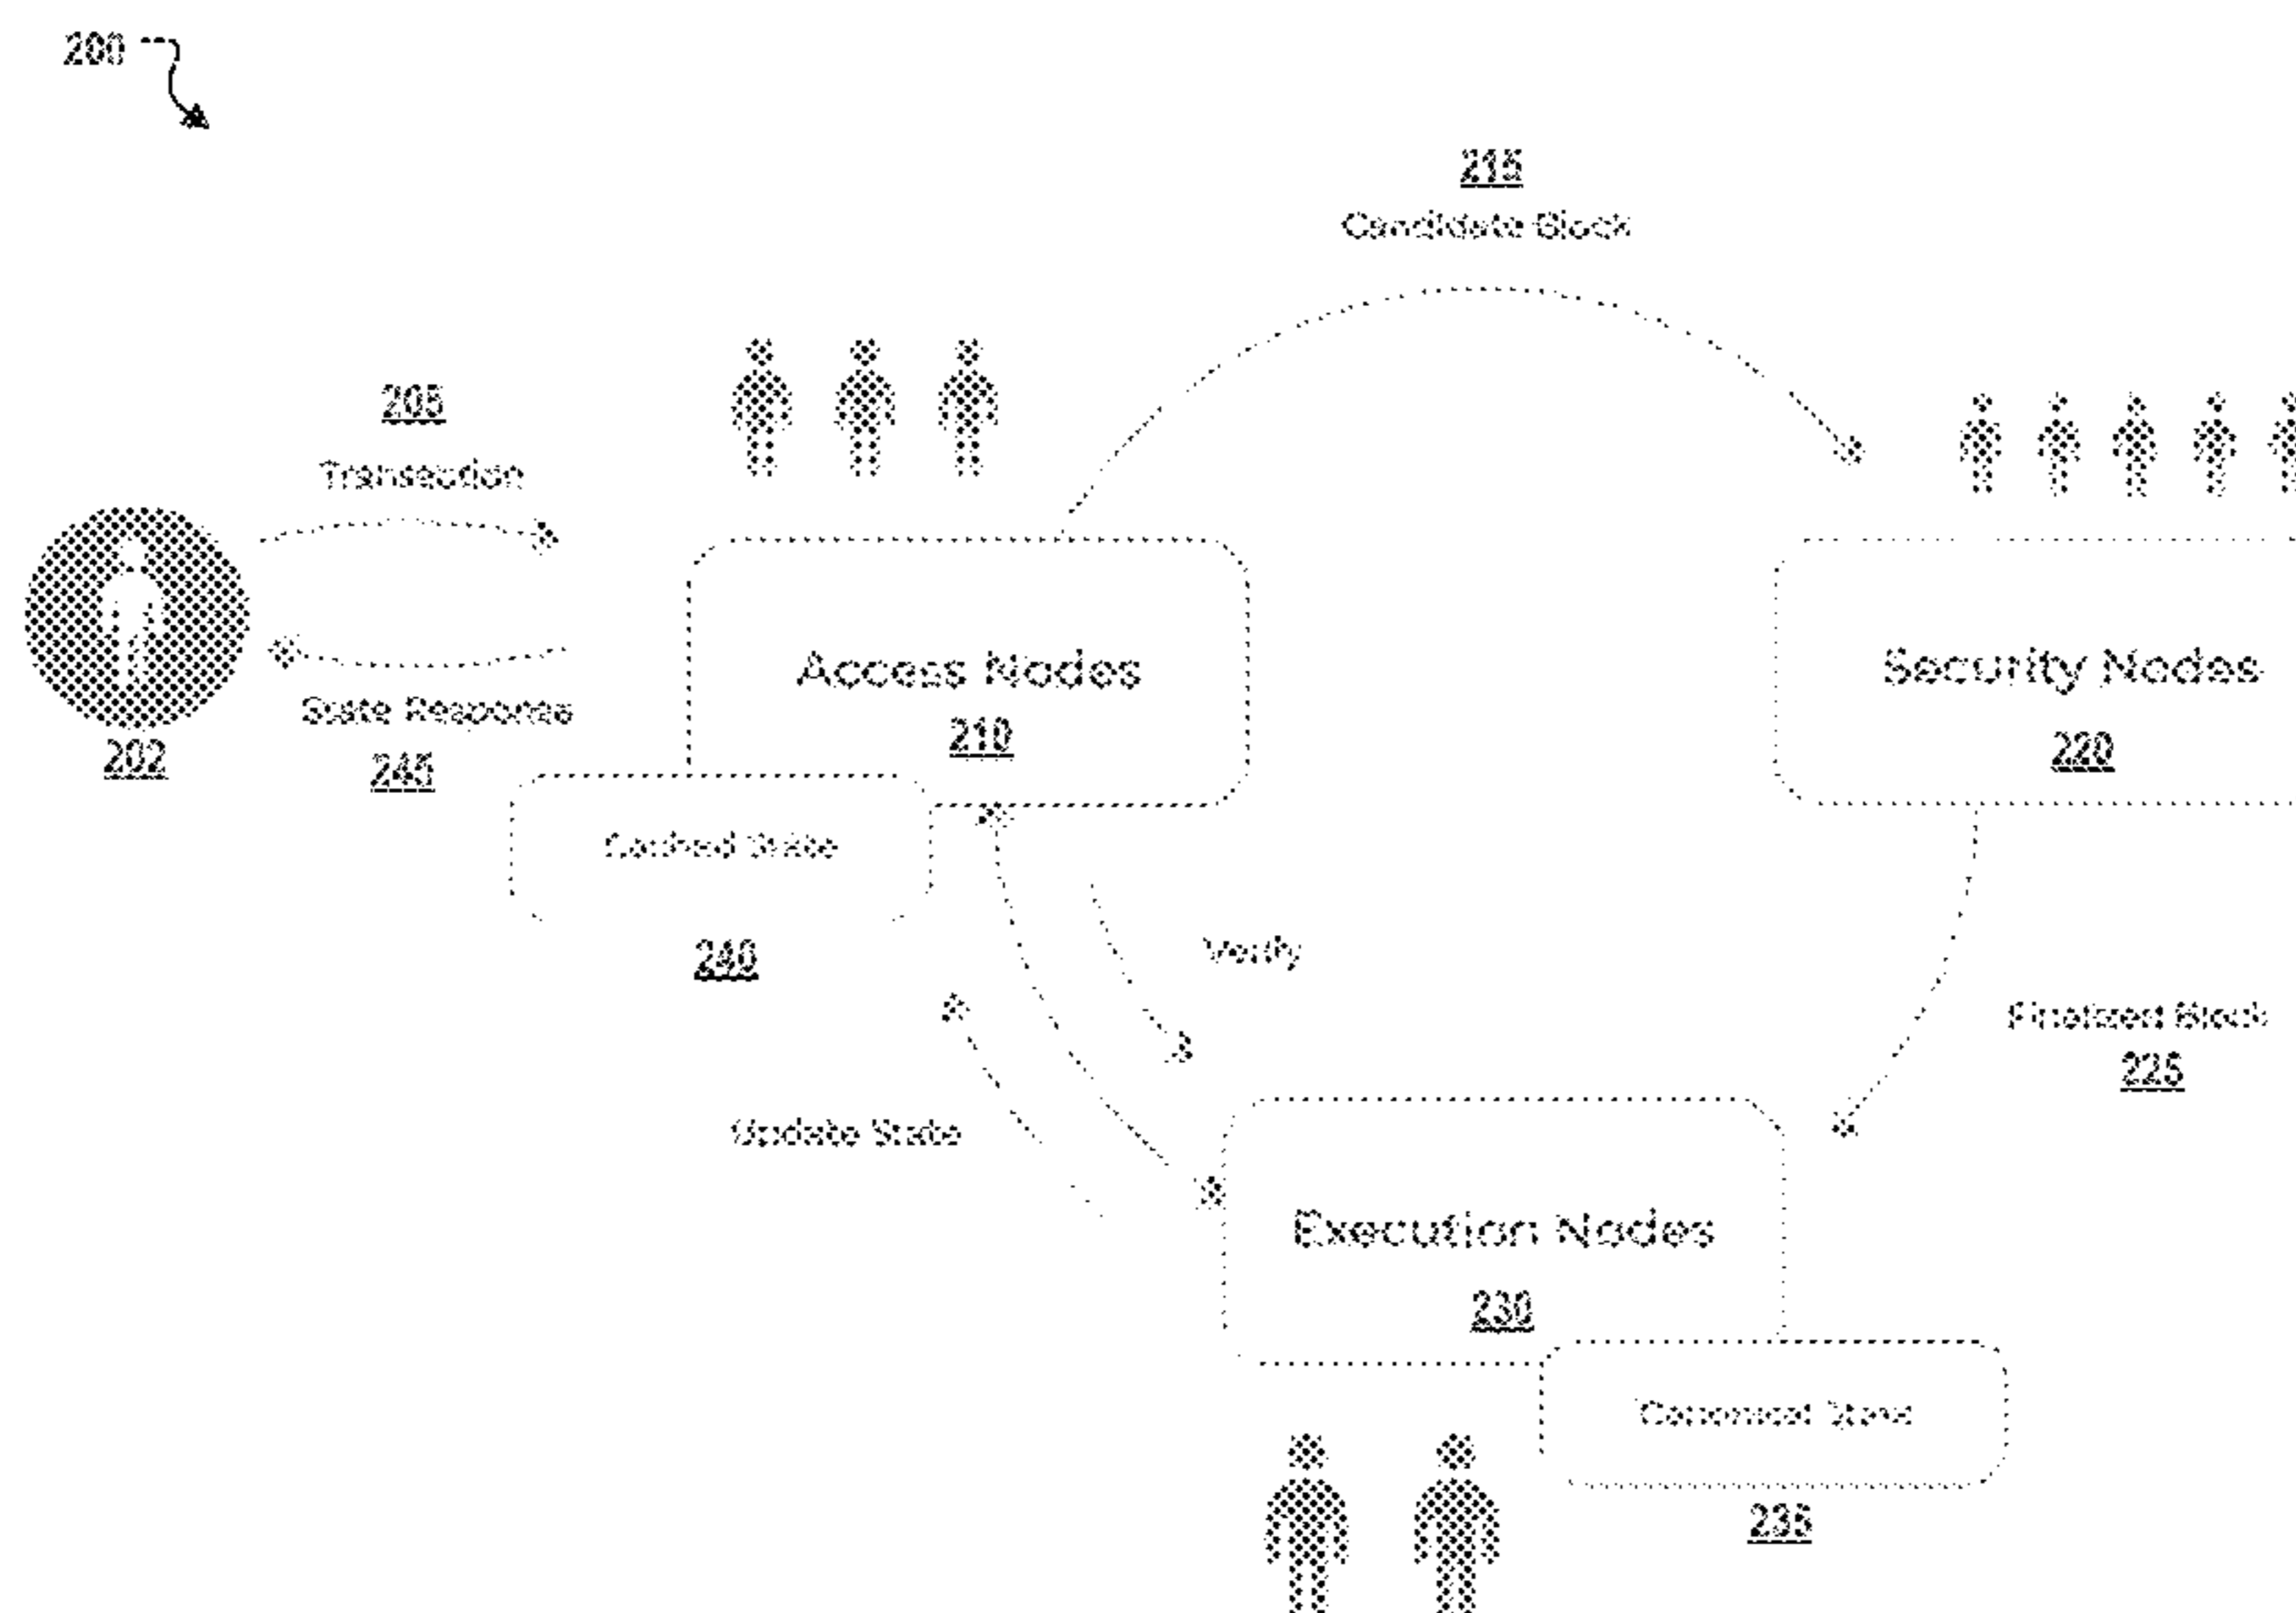 200
215
Candidate Block
205
Transaction
Access Nodes
210
Security Nodes
220
202
State Response
245
Cached State
240
Verify
Update State
Finalized Block
225
Execution Nodes
230
Canonical State
235